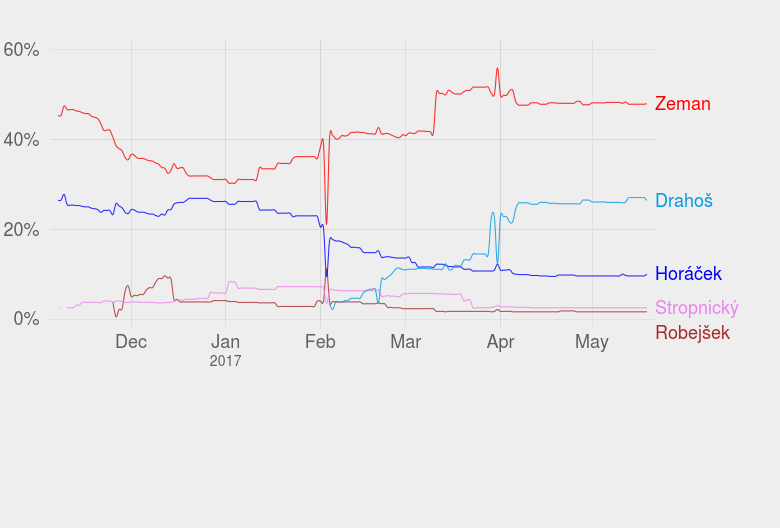 60%
Zeman
40%
Drahoš
20%
Horáček
Stropnický
0%
Robejšek
Dec Jan Feb Mar Apr May
2017